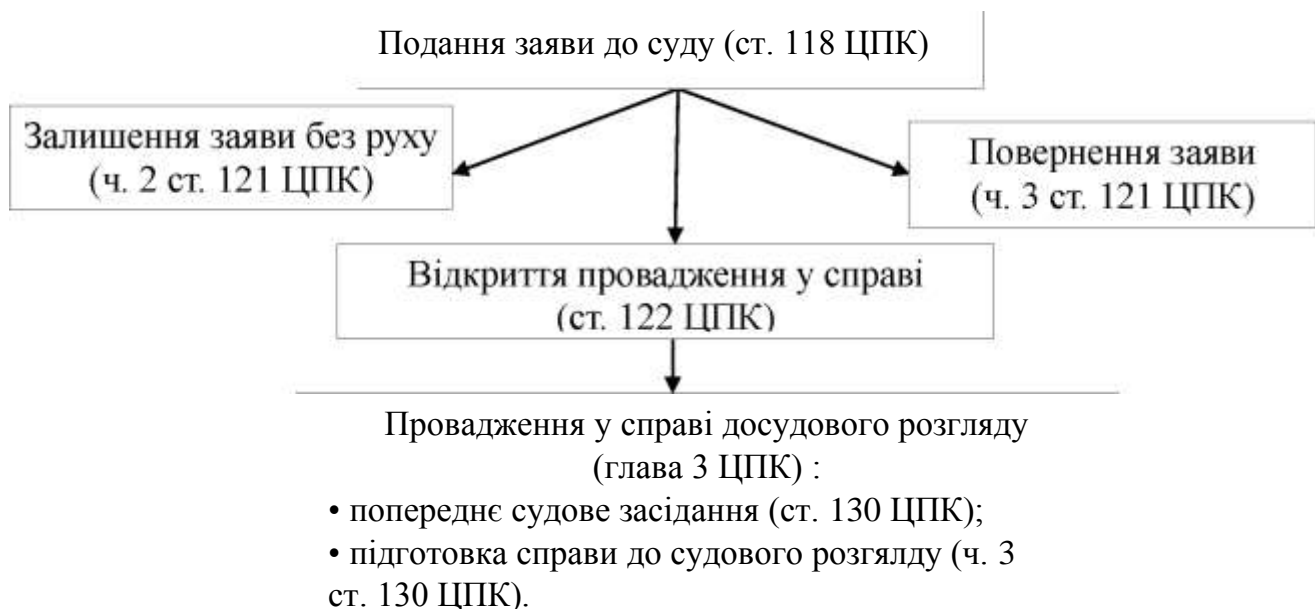 Подання заяви до суду (ст. 118 ЦПК)
Залишення заяви без руху
(ч. 2 ст. 121 ЦПК)
Повернення заяви
(ч. 3 ст. 121 ЦПК)
Відкриття провадження у справі
(ст. 122 ЦПК)
Провадження у справі досудового розгляду
(глава 3 ЦПК) :
• попереднє судове засідання (ст. 130 ЦПК);
• підготовка справи до судового розгялду (ч. 3
ст. 130 ЦПК).